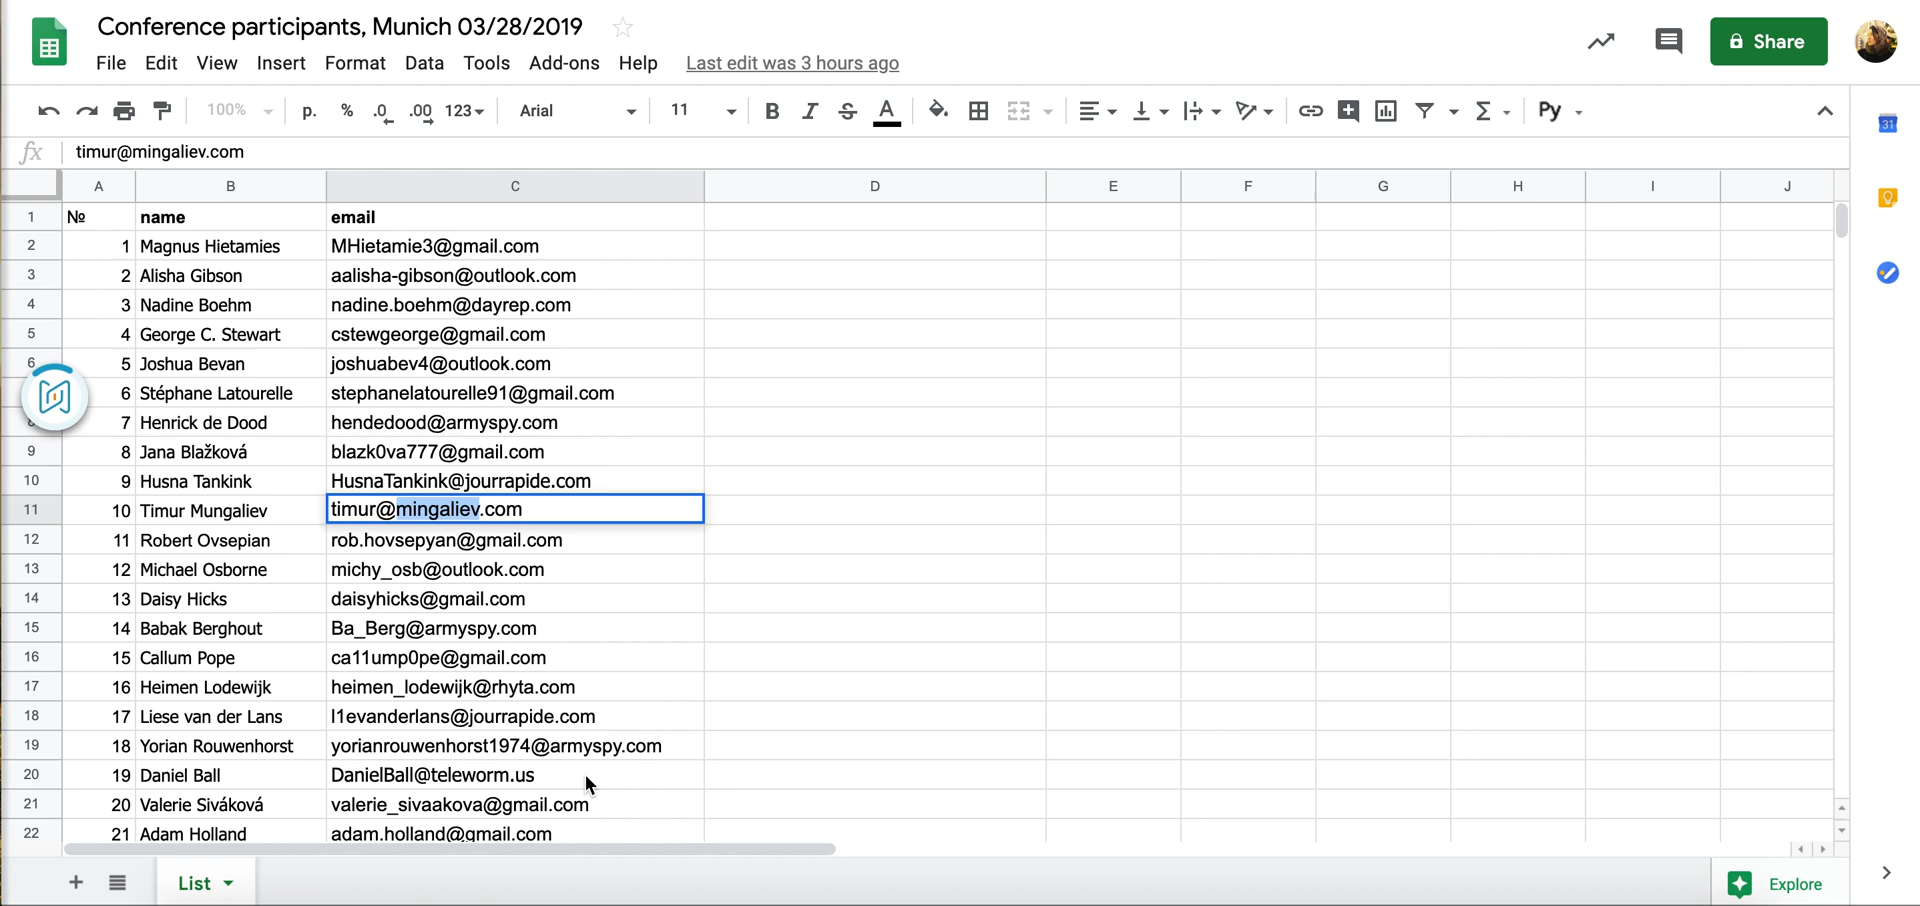 Conference participants, Munich 03/28/2019
File Edit View Insert Format Data Tools Add-ons Help Last edit was 3 hours ago
Share
100% p. % .0 .00 123 Arial 11 B I S A Σ Py
31
fx timur@mingaliev.com
A B C D E F G H I J
1 № name email
2 1 Magnus Hietamies MHietamie3@gmail.com
3 2 Alisha Gibson aalisha-gibson@outlook.com
4 3 Nadine Boehm nadine.boehm@dayrep.com
5 4 George C. Stewart cstewgeorge@gmail.com
6 5 Joshua Bevan joshuabev4@outlook.com
6 Stéphane Latourelle stephanelatourelle91@gmail.com
7 Henrick de Dood hendedood@armyspy.com
9 8 Jana Blažková blazk0va777@gmail.com
10 9 Husna Tankink HusnaTankink@jourrapide.com
11 10 Timur Mungaliev timur@mingaliev.com
12 11 Robert Ovsepian rob.hovsepyan@gmail.com
13 12 Michael Osborne michy_osb@outlook.com
14 13 Daisy Hicks daisyhicks@gmail.com
15 14 Babak Berghout Ba_Berg@armyspy.com
16 15 Callum Pope ca11ump0pe@gmail.com
17 16 Heimen Lodewijk heimen_lodewijk@rhyta.com
18 17 Liese van der Lans l1evanderlans@jourrapide.com
19 18 Yorian Rouwenhorst yorianrouwenhorst1974@armyspy.com
20 19 Daniel Ball DanielBall@teleworm.us
21 20 Valerie Siváková valerie_sivaakova@gmail.com
22 21 Adam Holland adam.holland@gmail.com
List
Explore